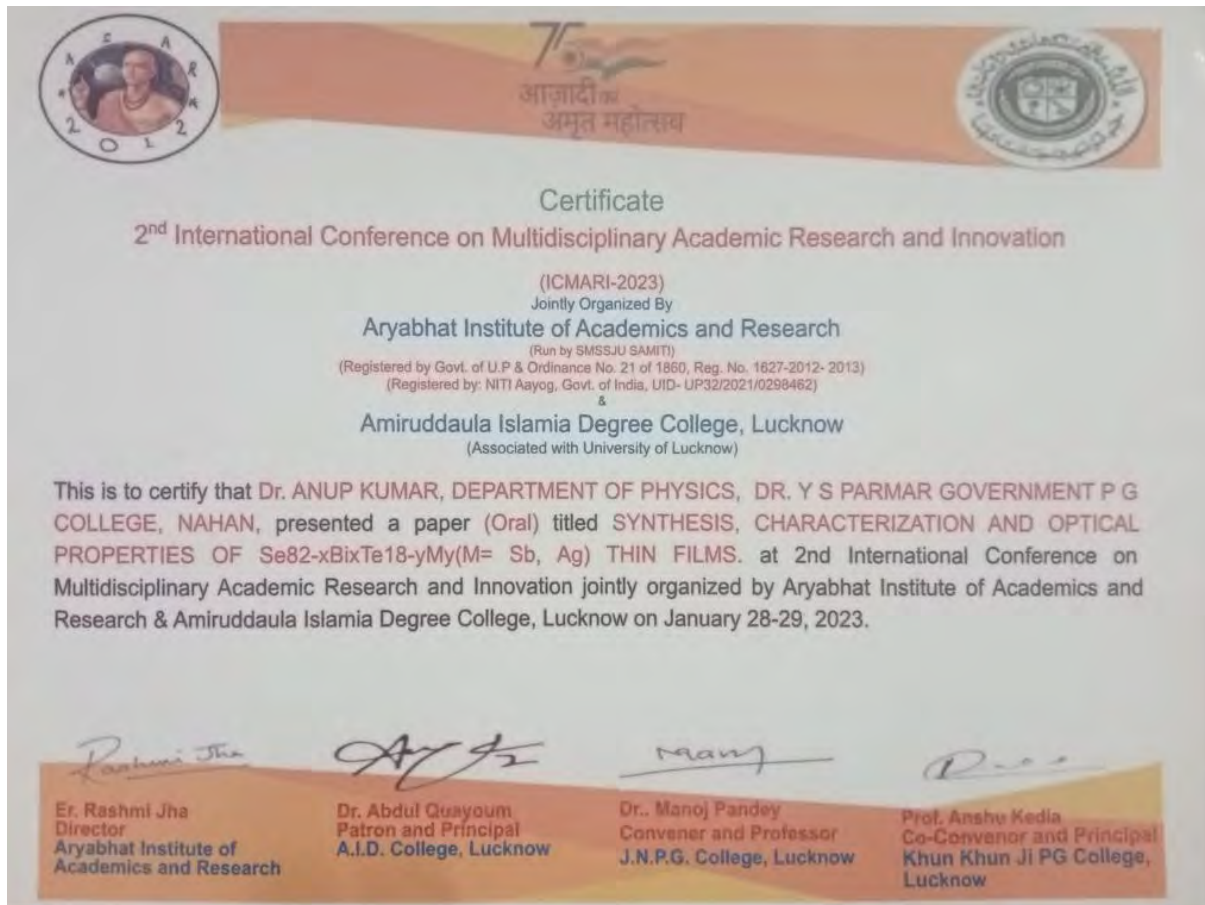 A S A R
2012
75
आज़ादी का
अमृत महोत्सव
Certificate
2nd International Conference on Multidisciplinary Academic Research and Innovation
(ICMARI-2023)
Jointly Organized By
Aryabhat Institute of Academics and Research
(Run by SMSSJU SAMITI)
(Registered by Govt. of U.P & Ordinance No. 21 of 1860, Reg. No. 1627-2012- 2013)
(Registered by: NITI Aayog, Govt. of India, UID- UP32/2021/0298462)
&
Amiruddaula Islamia Degree College, Lucknow
(Associated with University of Lucknow)
This is to certify that Dr. ANUP KUMAR, DEPARTMENT OF PHYSICS, DR. Y S PARMAR GOVERNMENT P G
COLLEGE, NAHAN, presented a paper (Oral) titled SYNTHESIS, CHARACTERIZATION AND OPTICAL
PROPERTIES OF Se82-xBixTe18-yMy(M= Sb, Ag) THIN FILMS. at 2nd International Conference on
Multidisciplinary Academic Research and Innovation jointly organized by Aryabhat Institute of Academics and
Research & Amiruddaula Islamia Degree College, Lucknow on January 28-29, 2023.
Rashmi Jha
Er. Rashmi Jha
Director
Aryabhat Institute of
Academics and Research
Dr. Abdul Quayoum
Patron and Principal
A.I.D. College, Lucknow
Dr.. Manoj Pandey
Convener and Professor
J.N.P.G. College, Lucknow
Prof. Anshu Kedia
Co-Convenor and Principal
Khun Khun Ji PG College,
Lucknow